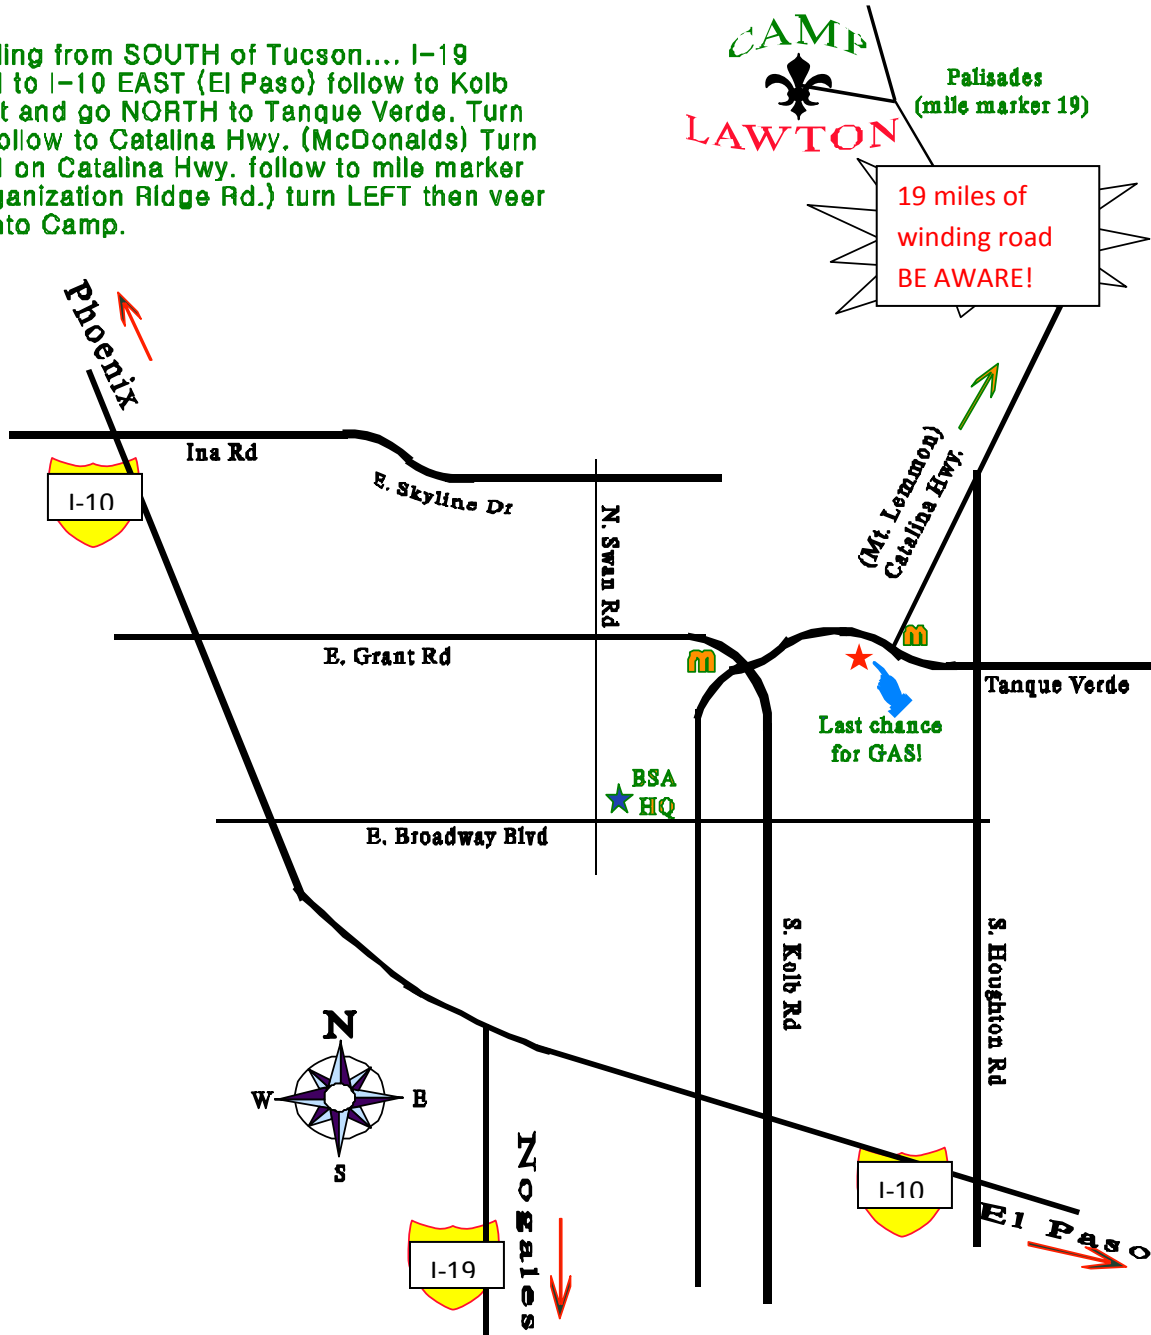 from SOUTH of Tucson.... I-19
to I-10 EAST (El Paso) follow to Kolb
and go NORTH to Tanque Verde. Turn
follow to Catalina Hwy. (McDonalds) Turn
on Catalina Hwy. follow to mile marker
Ridge Rd.) turn LEFT then veer
to Camp.
CAMP
LAWTON
Palisades
(mile marker 19)
19 miles of
winding road
BE AWARE!
Phoenix
Ina Rd
E. Skyline Dr
I-10
N. Swan Rd
(Mt. Lemmon)
Catalina Hwy.
E. Grant Rd
m
m
Tanque Verde
Last chance
for GAS!
BSA
HQ
E. Broadway Blvd
S. Kolb Rd
S. Houghton Rd
N
W
E
S
Nogales
I-10
El Paso
I-19